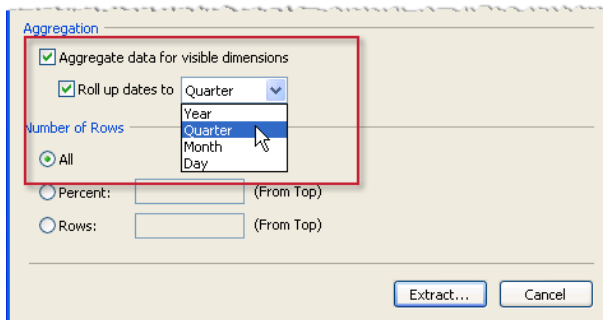 Aggregation
Aggregate data for visible dimensions
Roll up dates to Quarter
Year
Quarter
Month
Day
Number of Rows
All
Percent: (From Top)
Rows: (From Top)
Extract... Cancel